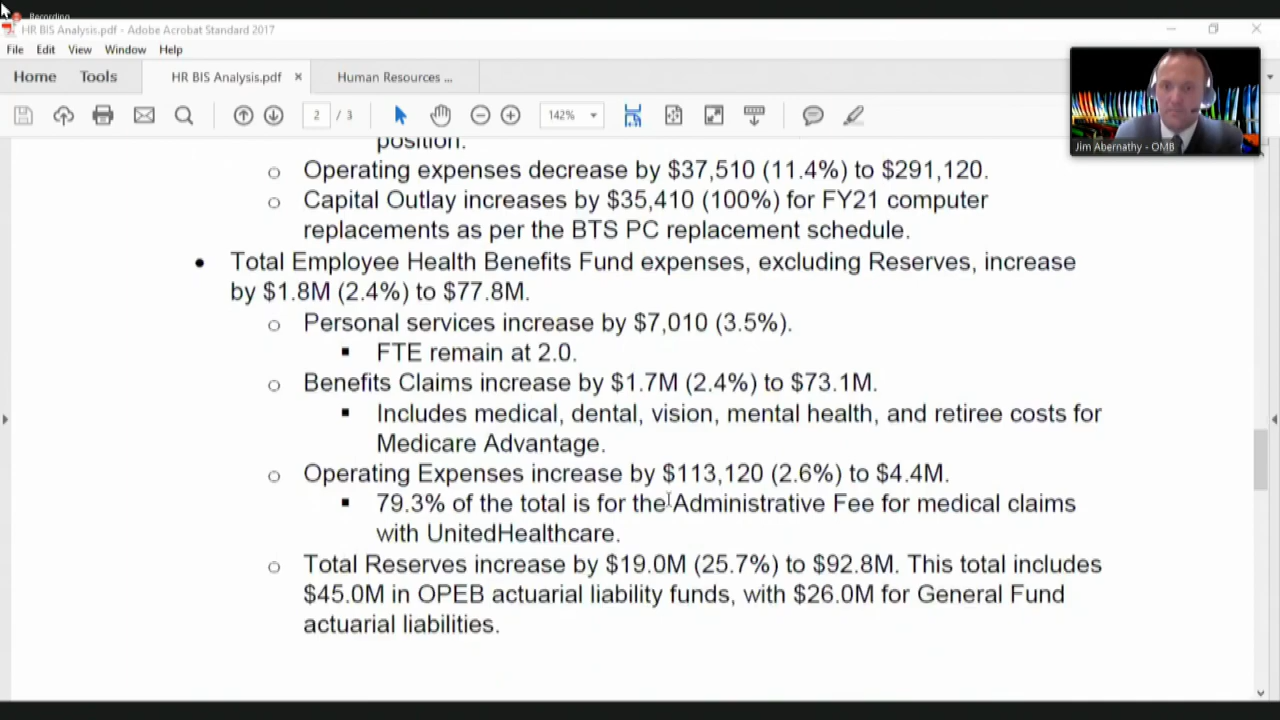 Recording
HR BIS Analysis.pdf - Adobe Acrobat Standard 2017
File Edit View Window Help
Home Tools HR BIS Analysis.pdf × Human Resources ...
2 / 3 142%
Jim Abernathy - OMB
position.
o Operating expenses decrease by $37,510 (11.4%) to $291,120.
o Capital Outlay increases by $35,410 (100%) for FY21 computer
replacements as per the BTS PC replacement schedule.
• Total Employee Health Benefits Fund expenses, excluding Reserves, increase
by $1.8M (2.4%) to $77.8M.
o Personal services increase by $7,010 (3.5%).
▪ FTE remain at 2.0.
o Benefits Claims increase by $1.7M (2.4%) to $73.1M.
▪ Includes medical, dental, vision, mental health, and retiree costs for
Medicare Advantage.
o Operating Expenses increase by $113,120 (2.6%) to $4.4M.
▪ 79.3% of the total is for the Administrative Fee for medical claims
with UnitedHealthcare.
o Total Reserves increase by $19.0M (25.7%) to $92.8M. This total includes
$45.0M in OPEB actuarial liability funds, with $26.0M for General Fund
actuarial liabilities.